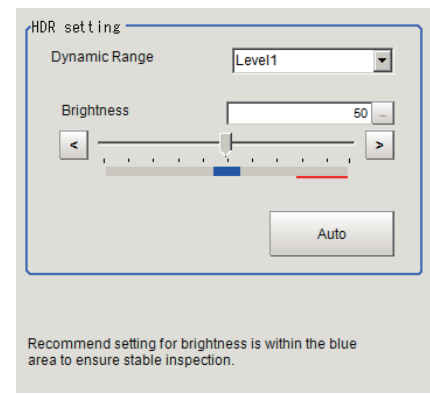 HDR setting
Dynamic Range
Level1
Brightness
50 ...
< >
Auto
Recommend setting for brightness is within the blue
area to ensure stable inspection.